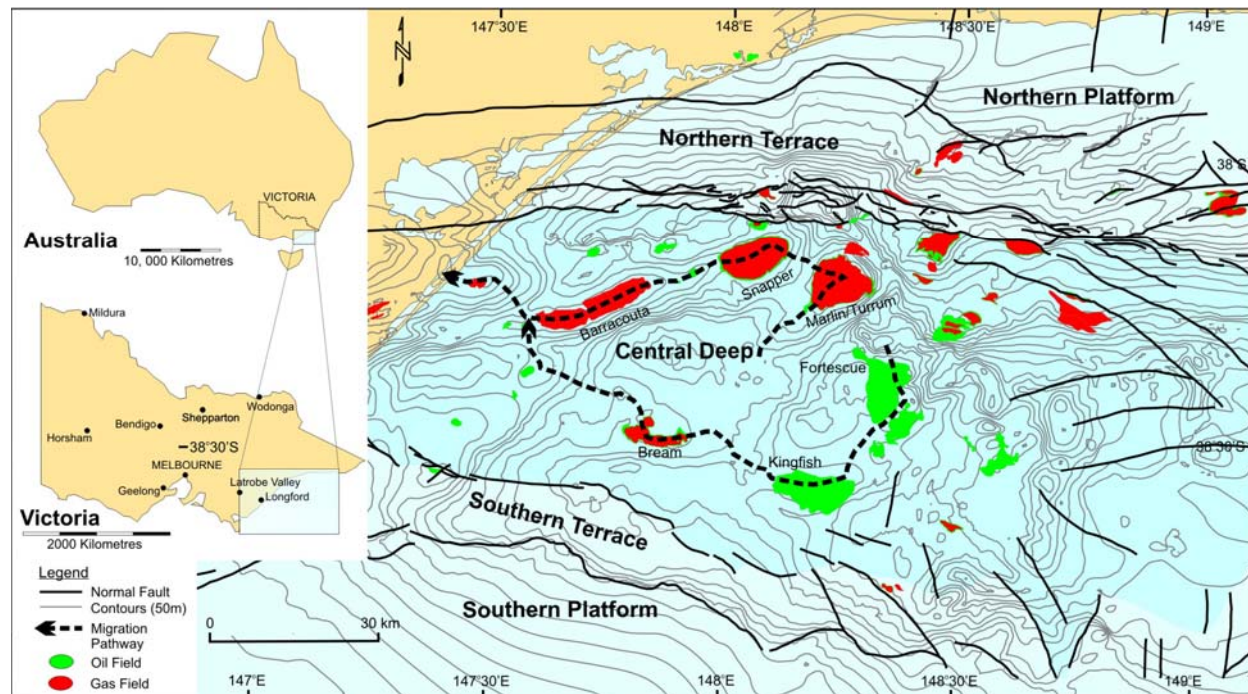 147°30'E
148°E
148°30'E
149°E
Northern Platform
Northern Terrace
38°S
VICTORIA
Australia
10, 000 Kilometres
Snapper
Marlin/Turrum
Barracouta
Central Deep
Fortescue
Mildura
Wodonga
Shepparton
Bendigo
Horsham
38°30'S
MELBOURNE
Geelong
Latrobe Valley
Longford
Victoria
2000 Kilometres
Bream
Kingfish
38°30'S
Southern Terrace
Southern Platform
Legend
Normal Fault
Contours (50m)
Migration
Pathway
Oil Field
Gas Field
0 30 km
147°E
147°30'E
148°E
148°30'E
149°E